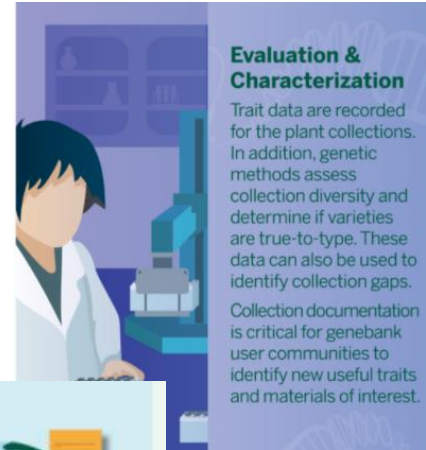 Evaluation &
Characterization
Trait data are recorded
for the plant collections.
In addition, genetic
methods assess
collection diversity and
determine if varieties
are true-to-type. These
data can also be used to
identify collection gaps.
Collection documentation
is critical for genebank
user communities to
identify new useful traits
and materials of interest.